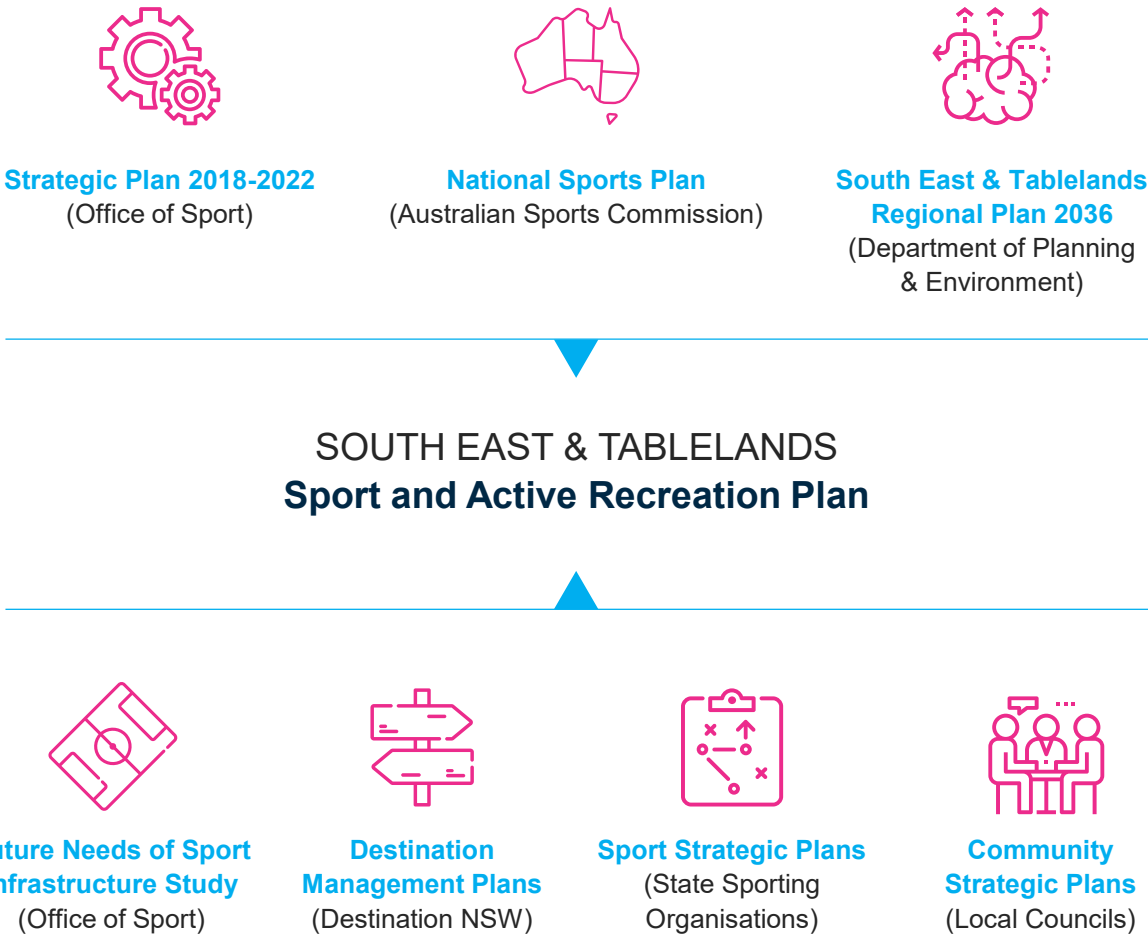 Strategic Plan 2018-2022
(Office of Sport)
National Sports Plan
(Australian Sports Commission)
South East & Tablelands
Regional Plan 2036
(Department of Planning
& Environment)
SOUTH EAST & TABLELANDS
Sport and Active Recreation Plan
uture Needs of Sport
nfrastructure Study
(Office of Sport)
Destination
Management Plans
(Destination NSW)
Sport Strategic Plans
(State Sporting
Organisations)
Community
Strategic Plans
(Local Councils)